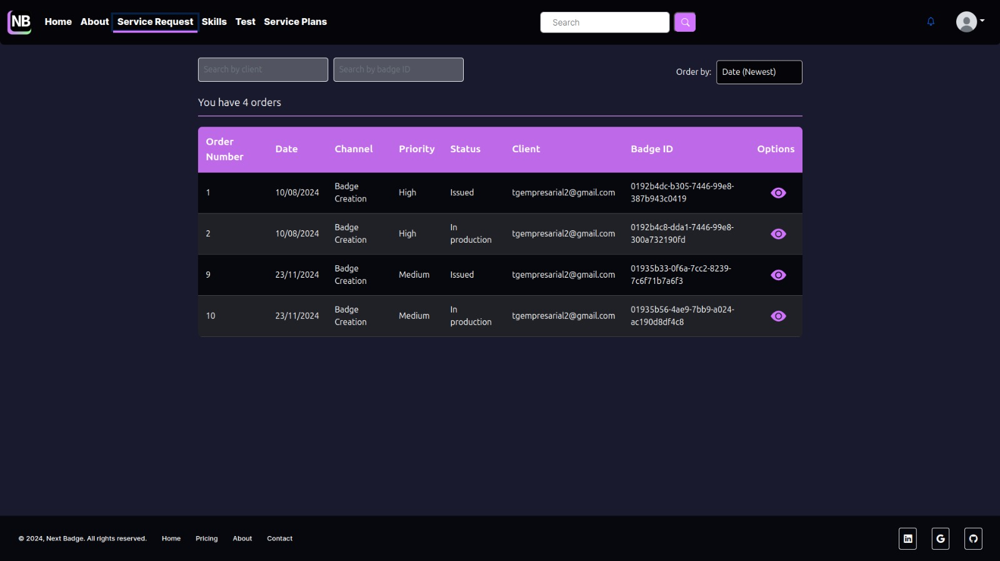 NB Home About Service Request Skills Test Service Plans Search
Search by client Search by badge ID Order by: Date (Newest)
You have 4 orders
Order Number Date Channel Priority Status Client Badge ID Options
1 10/08/2024 Badge Creation High Issued tgempresarial2@gmail.com 0192b4dc-b305-7446-99e8-387b943c0419
2 10/08/2024 Badge Creation High In production tgempresarial2@gmail.com 0192b4c8-dda1-7446-99e8-300a732190fd
9 23/11/2024 Badge Creation Medium Issued tgempresarial2@gmail.com 01935b33-0f6a-7cc2-8239-7c6f71b7a6f3
10 23/11/2024 Badge Creation Medium In production tgempresarial2@gmail.com 01935b56-4ae9-7bb9-a024-ac190d8df4c8
© 2024, Next Badge. All rights reserved. Home Pricing About Contact in G